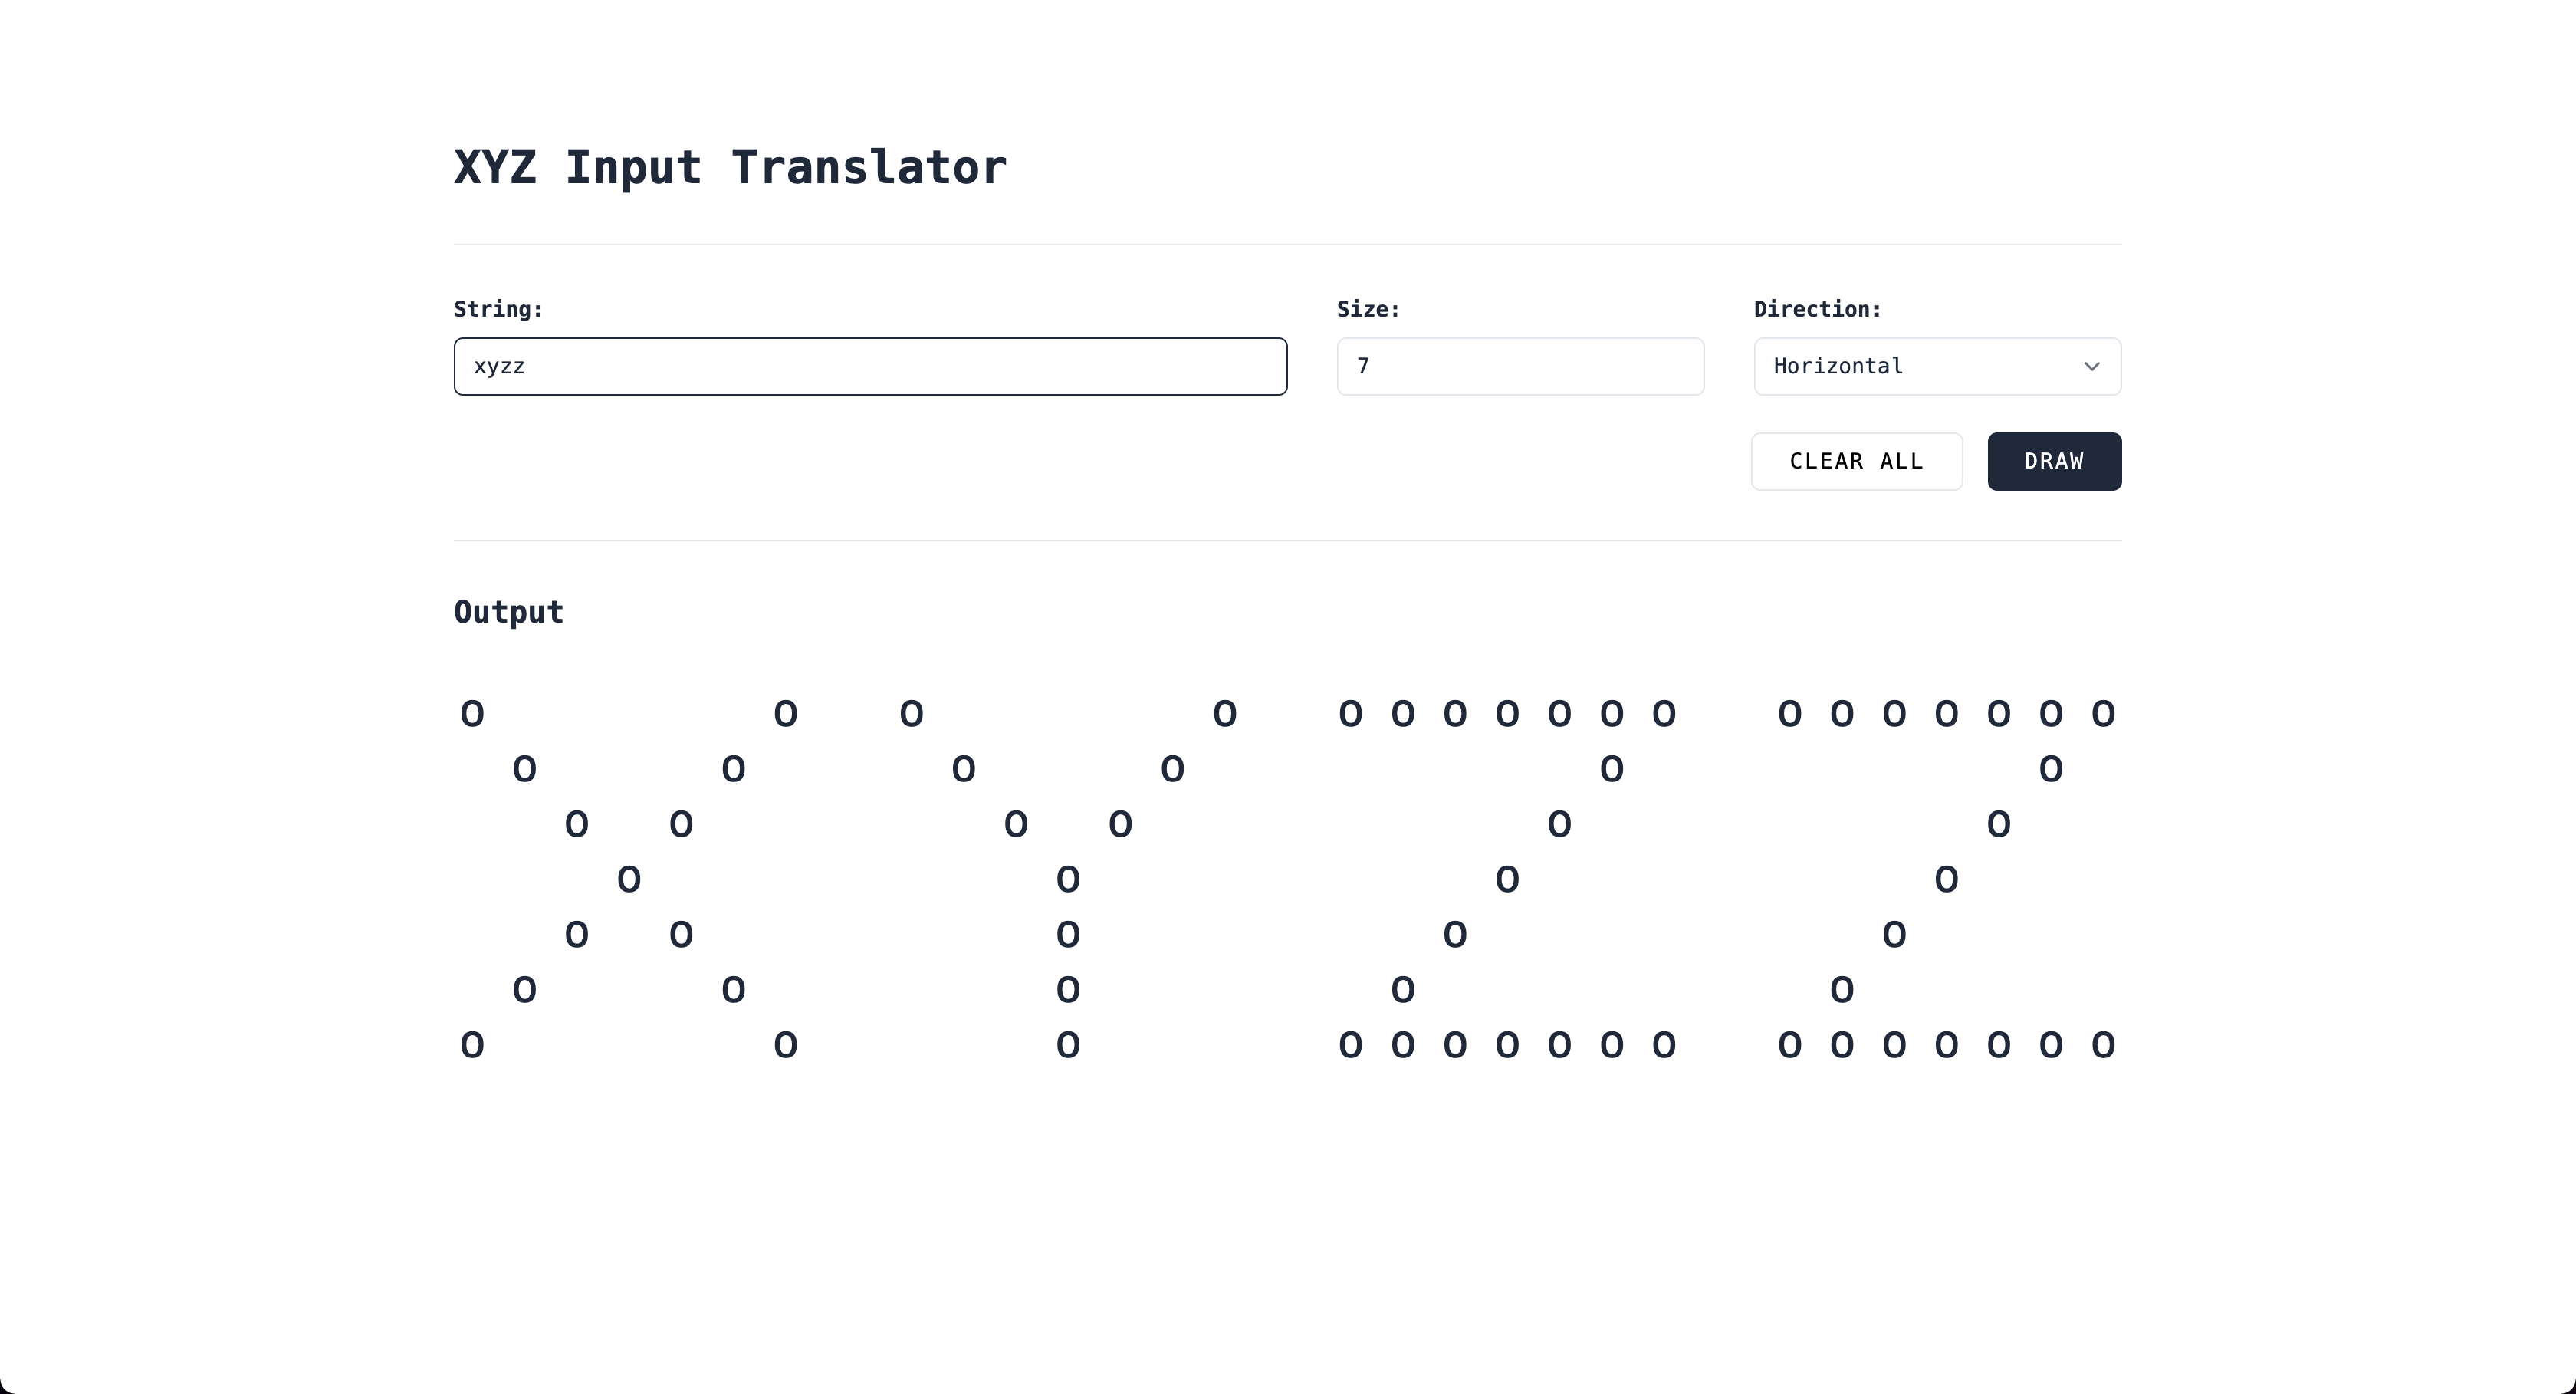 XYZ Input Translator
String: Size: Direction:
xyzz 7 Horizontal
CLEAR ALL DRAW
Output
o           o    o           o    o o o o o o o    o o o o o o o
  o       o        o       o                o                o
    o   o            o   o                o                o
      o                o                o                o
    o   o              o              o                o
  o       o            o            o                o
o           o          o          o o o o o o o    o o o o o o o